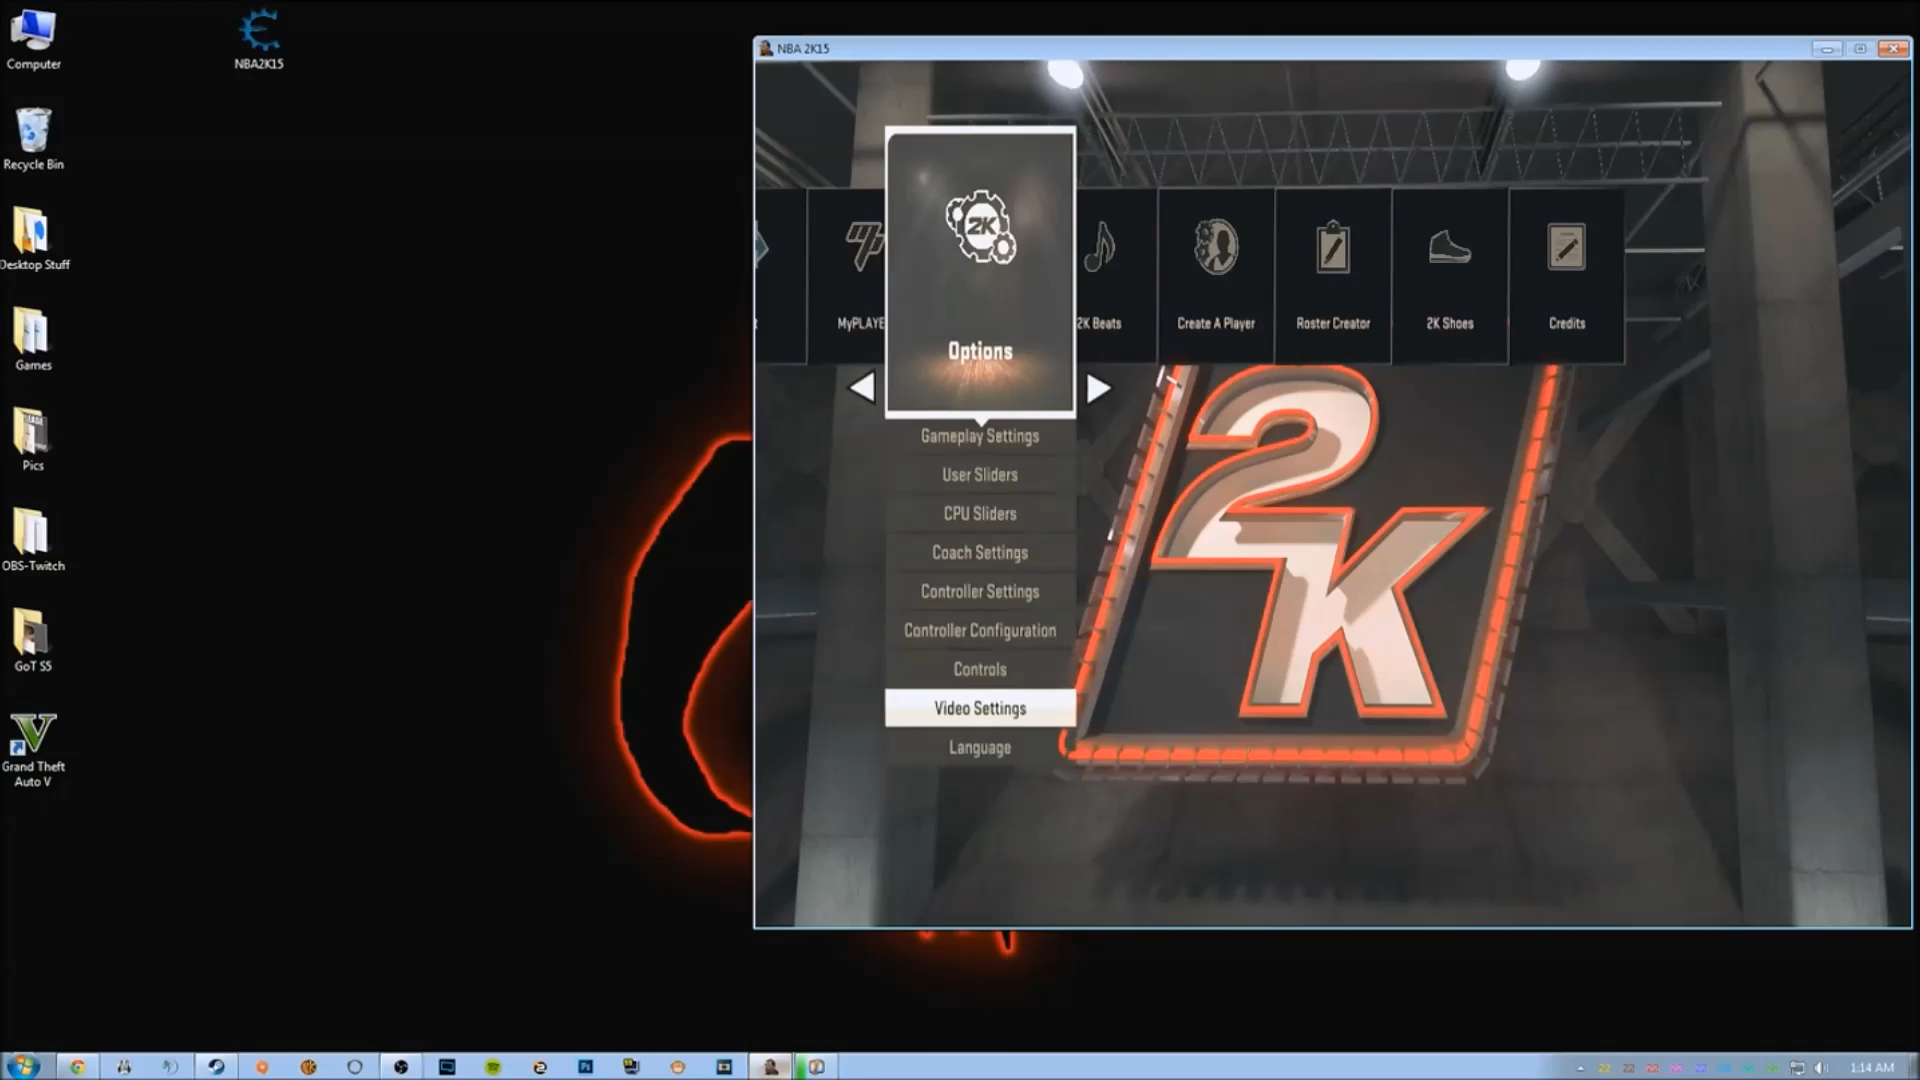 Computer
Recycle Bin
Desktop Stuff
Games
Pics
OBS-Twitch
GoT S5
Grand Theft
Auto V
NBA2K15
NBA 2K15
MyPLAYE
2K
Options
2K Beats
Create A Player
Roster Creator
2K Shoes
Credits
Gameplay Settings
User Sliders
CPU Sliders
Coach Settings
Controller Settings
Controller Configuration
Controls
Video Settings
Language
2K
1:14 AM